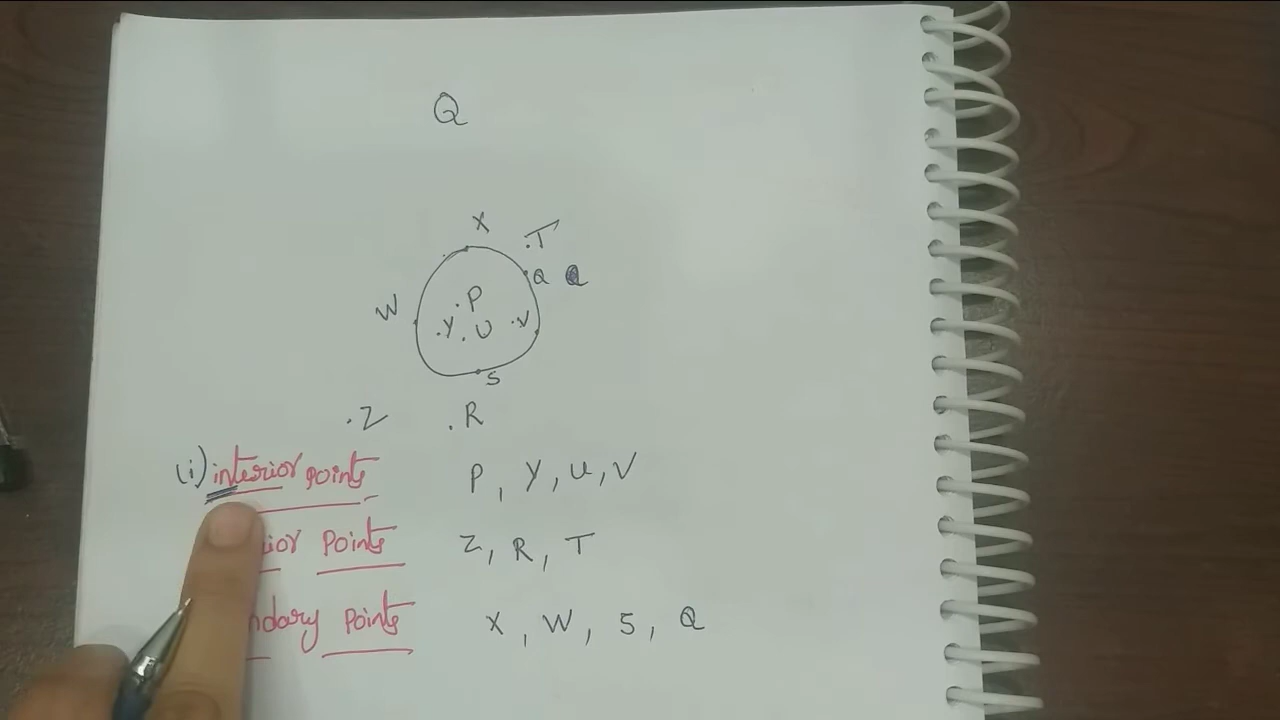 Q
X
.T
Q
W
.P
.Y .U .V
S
.Z .R
(i) interior points P, Y, U, V
points Z, R, T
points X, W, S, Q